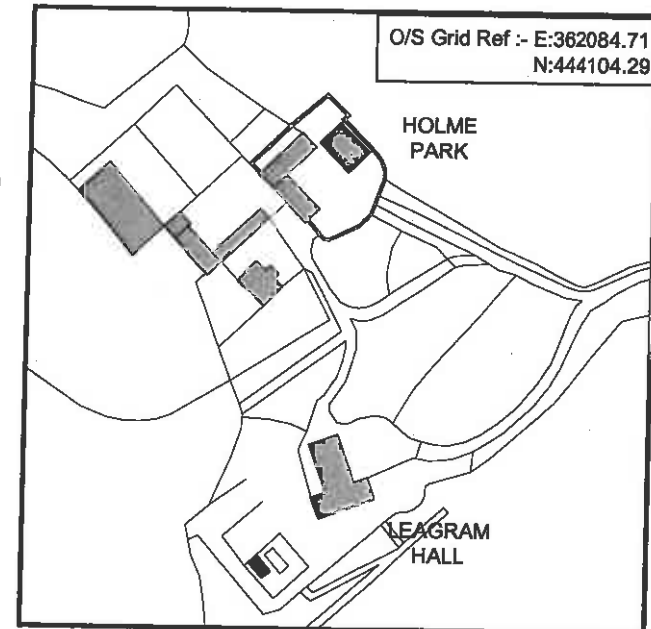 O/S Grid Ref :- E:362084.71
N:444104.29
HOLME
PARK
LEAGRAM
HALL